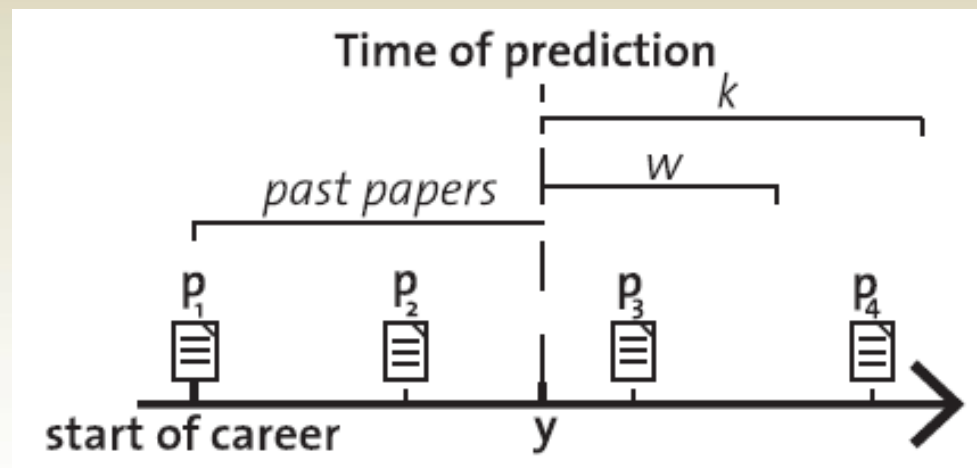 Time of prediction
k
w
past papers
p₁ p₂ p₃ p₄
start of career y